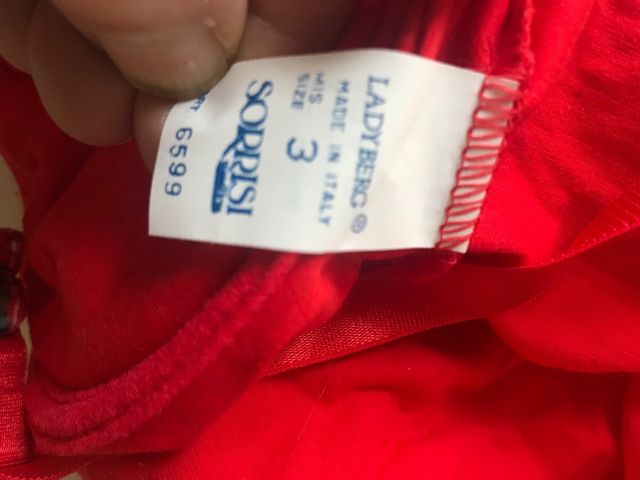 LADYBERG®
MADE IN ITALY
MIS
SIZE 3
SORRISI
6599